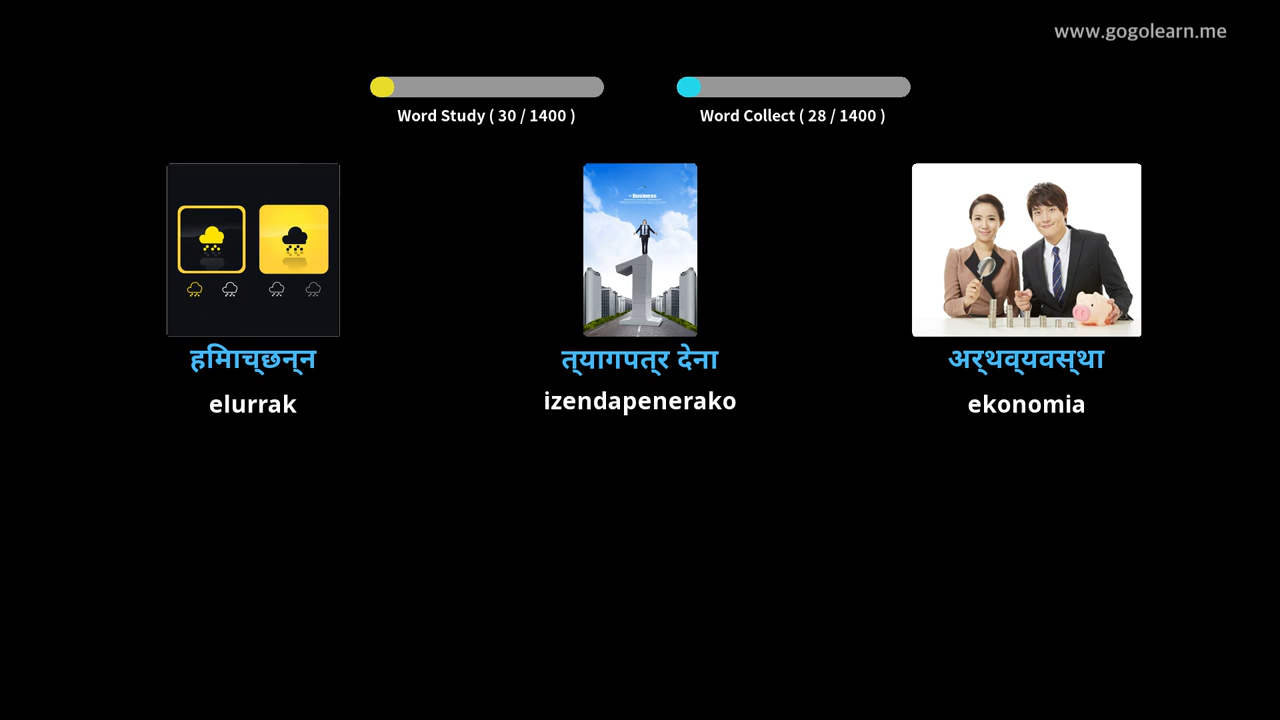 www.gogolearn.me
Word Study ( 30 / 1400 )
Word Collect ( 28 / 1400 )
Business
हिमाच्छन्न
त्यागपत्र देना
अर्थव्यवस्था
elurrak
izendapenerako
ekonomia